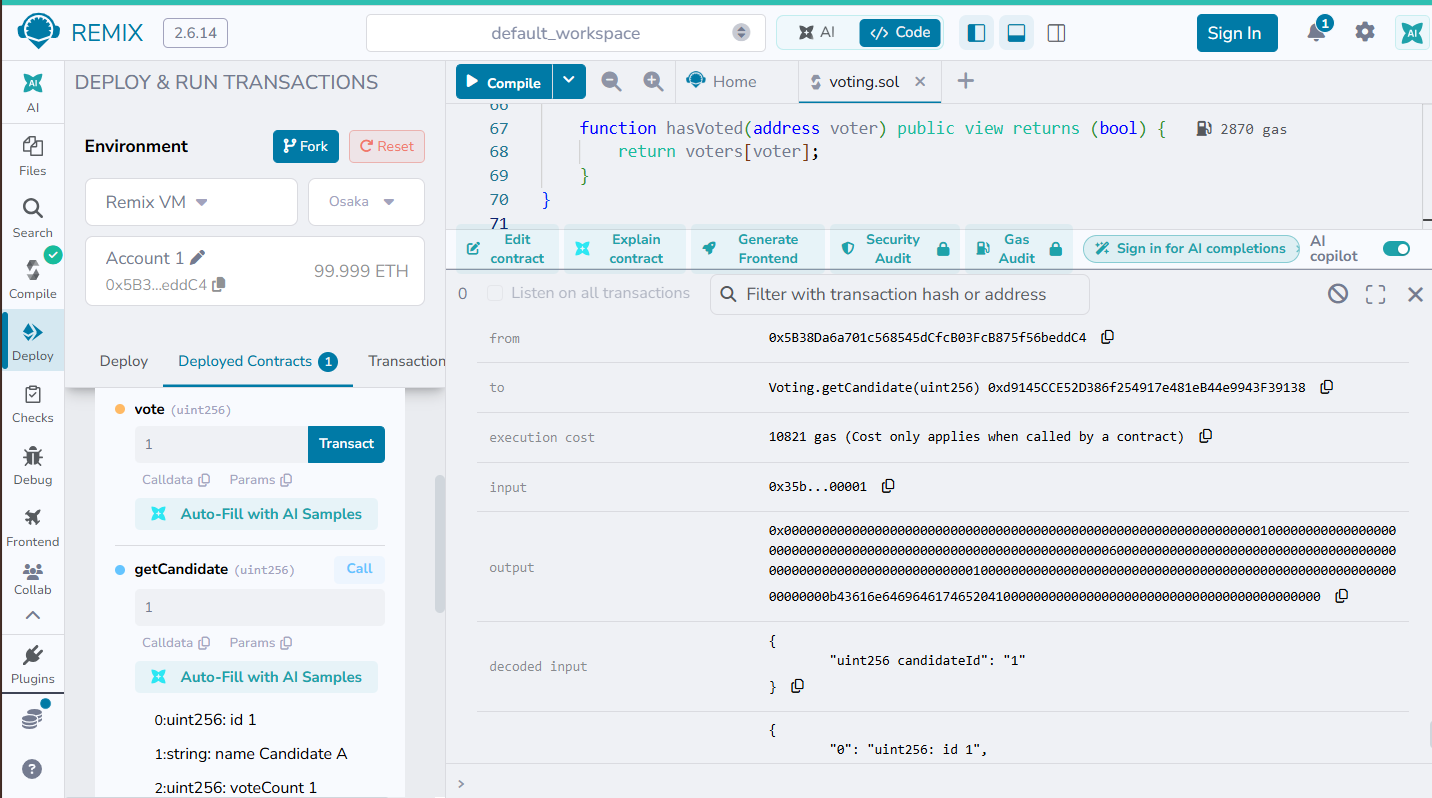 REMIX 2.6.14 default_workspace AI Code Sign In 1 AI
AI
Files
Search
Compile
Deploy
Checks
Debug
Frontend
Collab
Plugins
DEPLOY & RUN TRANSACTIONS
Environment Fork Reset
Remix VM Osaka
Account 1 99.999 ETH
0x5B3...eddC4
Deploy Deployed Contracts 1 Transaction
vote (uint256)
1 Transact
Calldata Params
Auto-Fill with AI Samples
getCandidate (uint256) Call
1
Calldata Params
Auto-Fill with AI Samples
0:uint256: id 1
1:string: name Candidate A
2:uint256: voteCount 1
Compile Home voting.sol
66
67 function hasVoted(address voter) public view returns (bool) { 2870 gas
68 return voters[voter];
69 }
70 }
71
Edit contract Explain contract Generate Frontend Security Audit Gas Audit Sign in for AI completions AI copilot
0 Listen on all transactions Filter with transaction hash or address
from 0x5B38Da6a701c568545dCfcB03FcB875f56beddC4
to Voting.getCandidate(uint256) 0xd9145CCE52D386f254917e481eB44e9943F39138
execution cost 10821 gas (Cost only applies when called by a contract)
input 0x35b...00001
output
decoded input {
"uint256 candidateId": "1"
}
{
"0": "uint256: id 1",
>